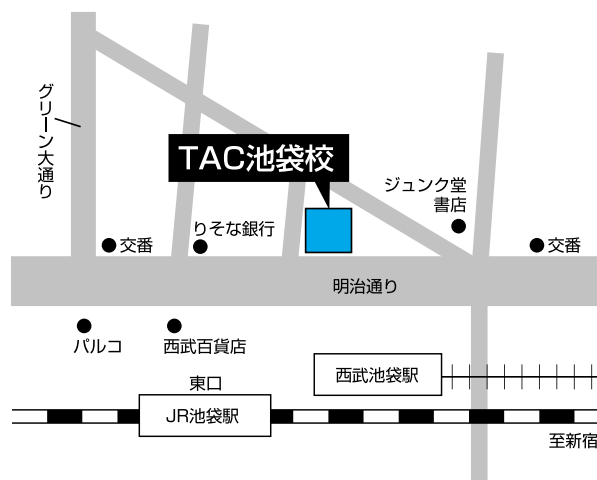 グリーン大通り
TAC池袋校
ジュンク堂
書店
交番
りそな銀行
交番
明治通り
パルコ
西武百貨店
西武池袋駅
東口
JR池袋駅
至新宿